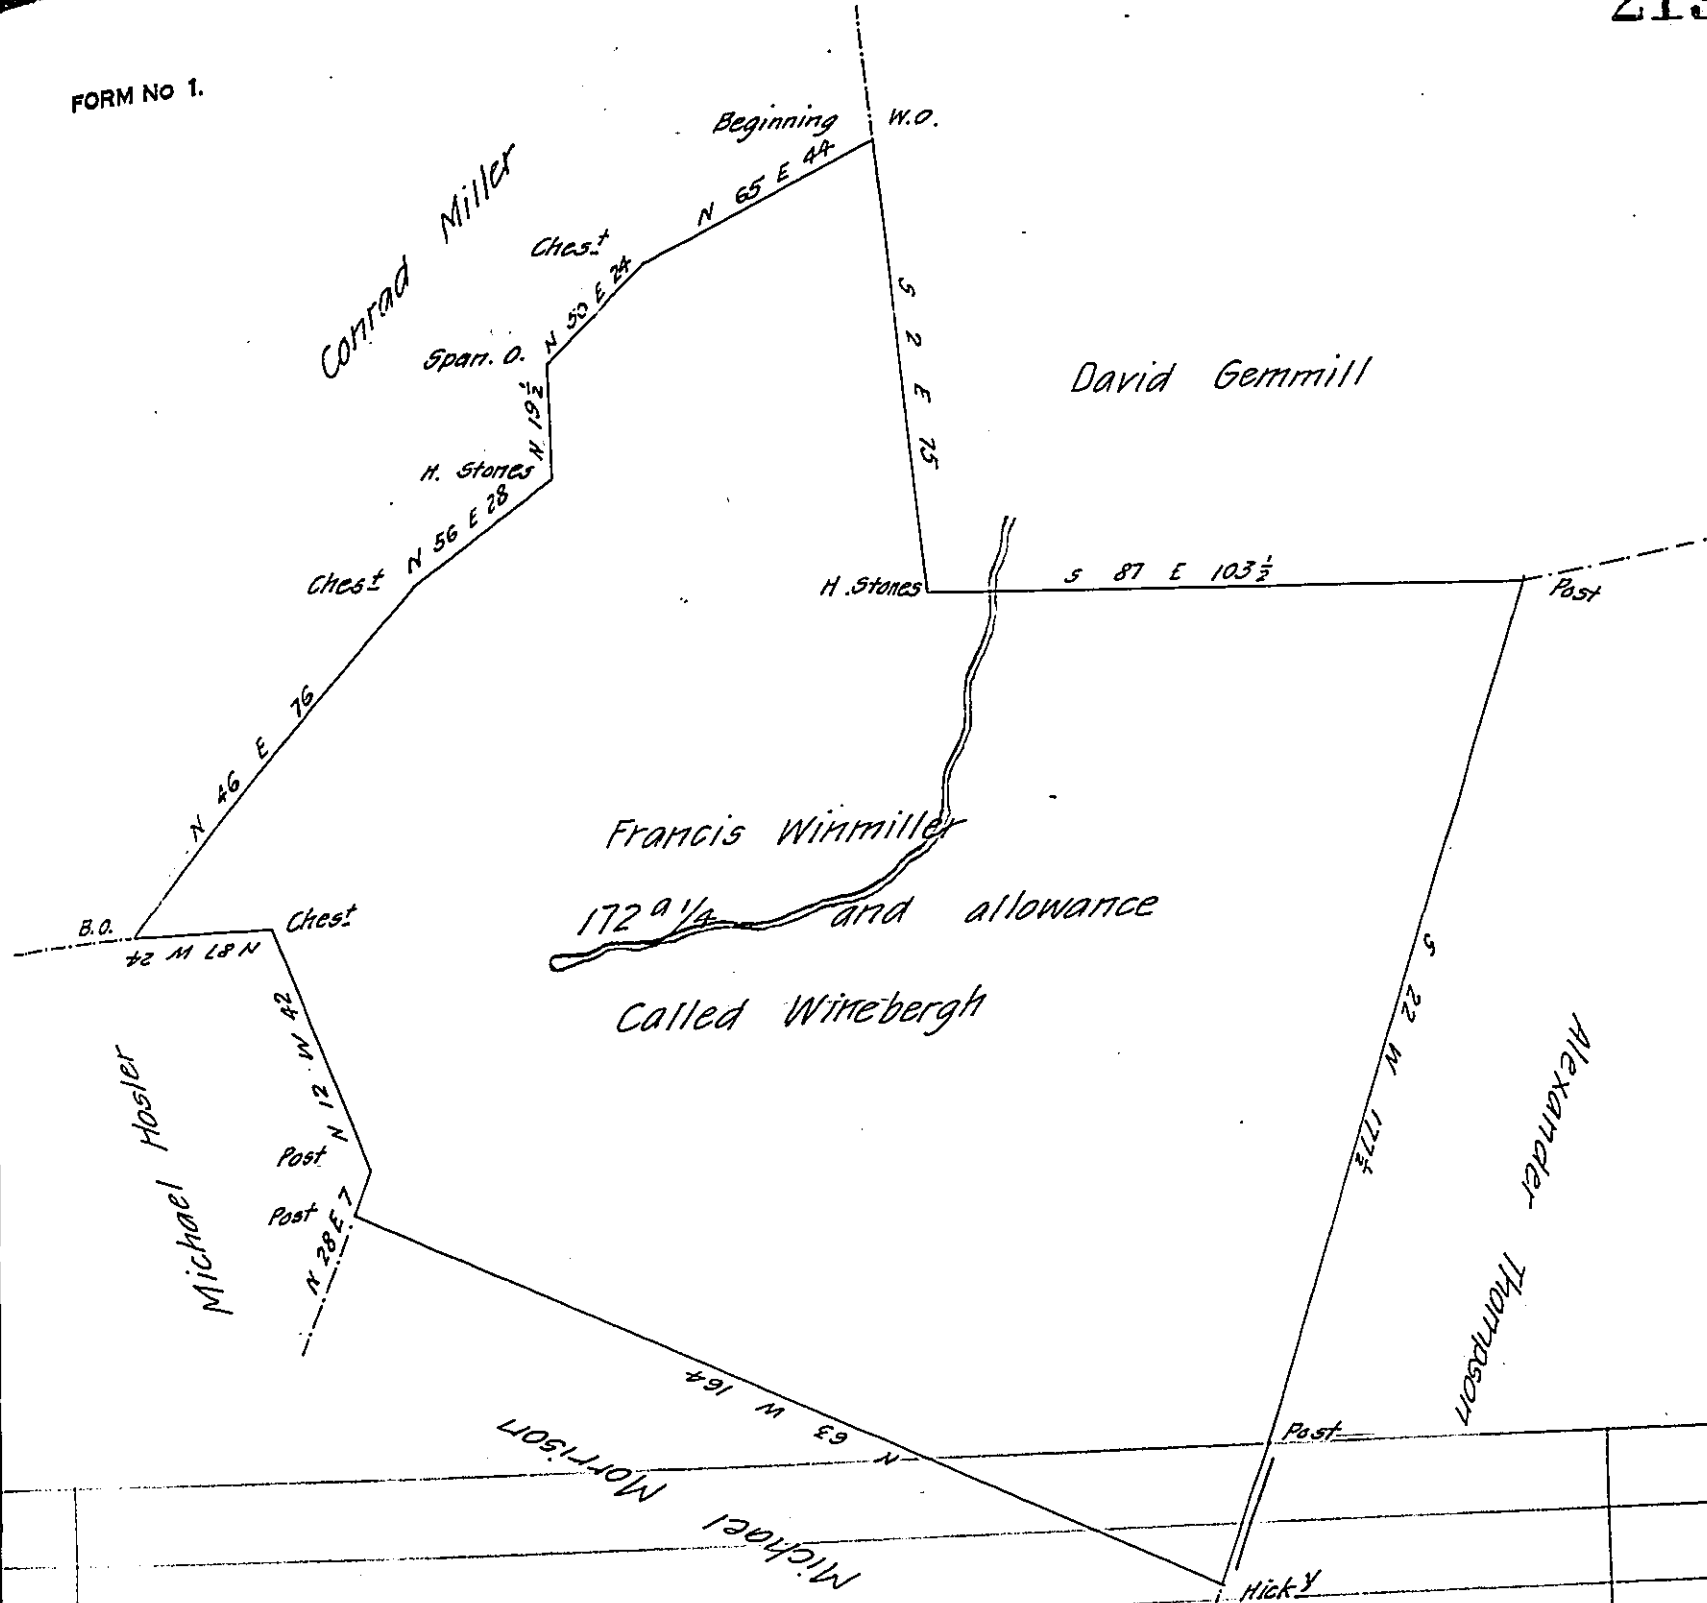 FORM No 1.
Beginning
W.O.
N 65 E 44
Conrad Miller
Ches.t
N 50 E 24
Span. O.
N 19½
H. Stones
N 56 E 28
Chest
N 46 E 76
S 2 E 75
David Gemmill
H. Stones
S 87 E 103½
Post
Francis Winmiller
172 a 1/4 and allowance
Called Winebergh
B.O.
Chest
N 87 W 24
N 12 W 42
Michael Hosler
Post
Post
N 28 E 7
S 22 W 177½
Alexander Thompson
N 63 W 164
Michael Morrison
Post
Hick.y